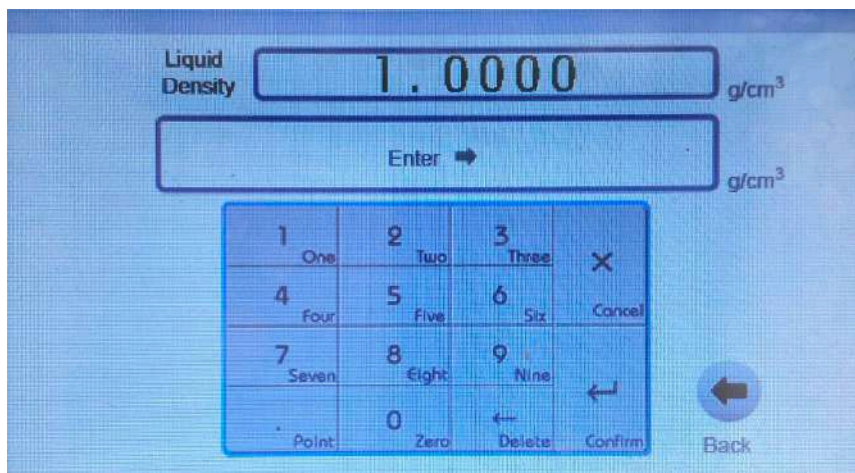 Liquid Density 1.0000 g/cm³
Enter ➡ g/cm³
1 One 2 Two 3 Three × Cancel
4 Four 5 Five 6 Six
7 Seven 8 Eight 9 Nine ↵ Confirm
. Point 0 Zero ← Delete
Back